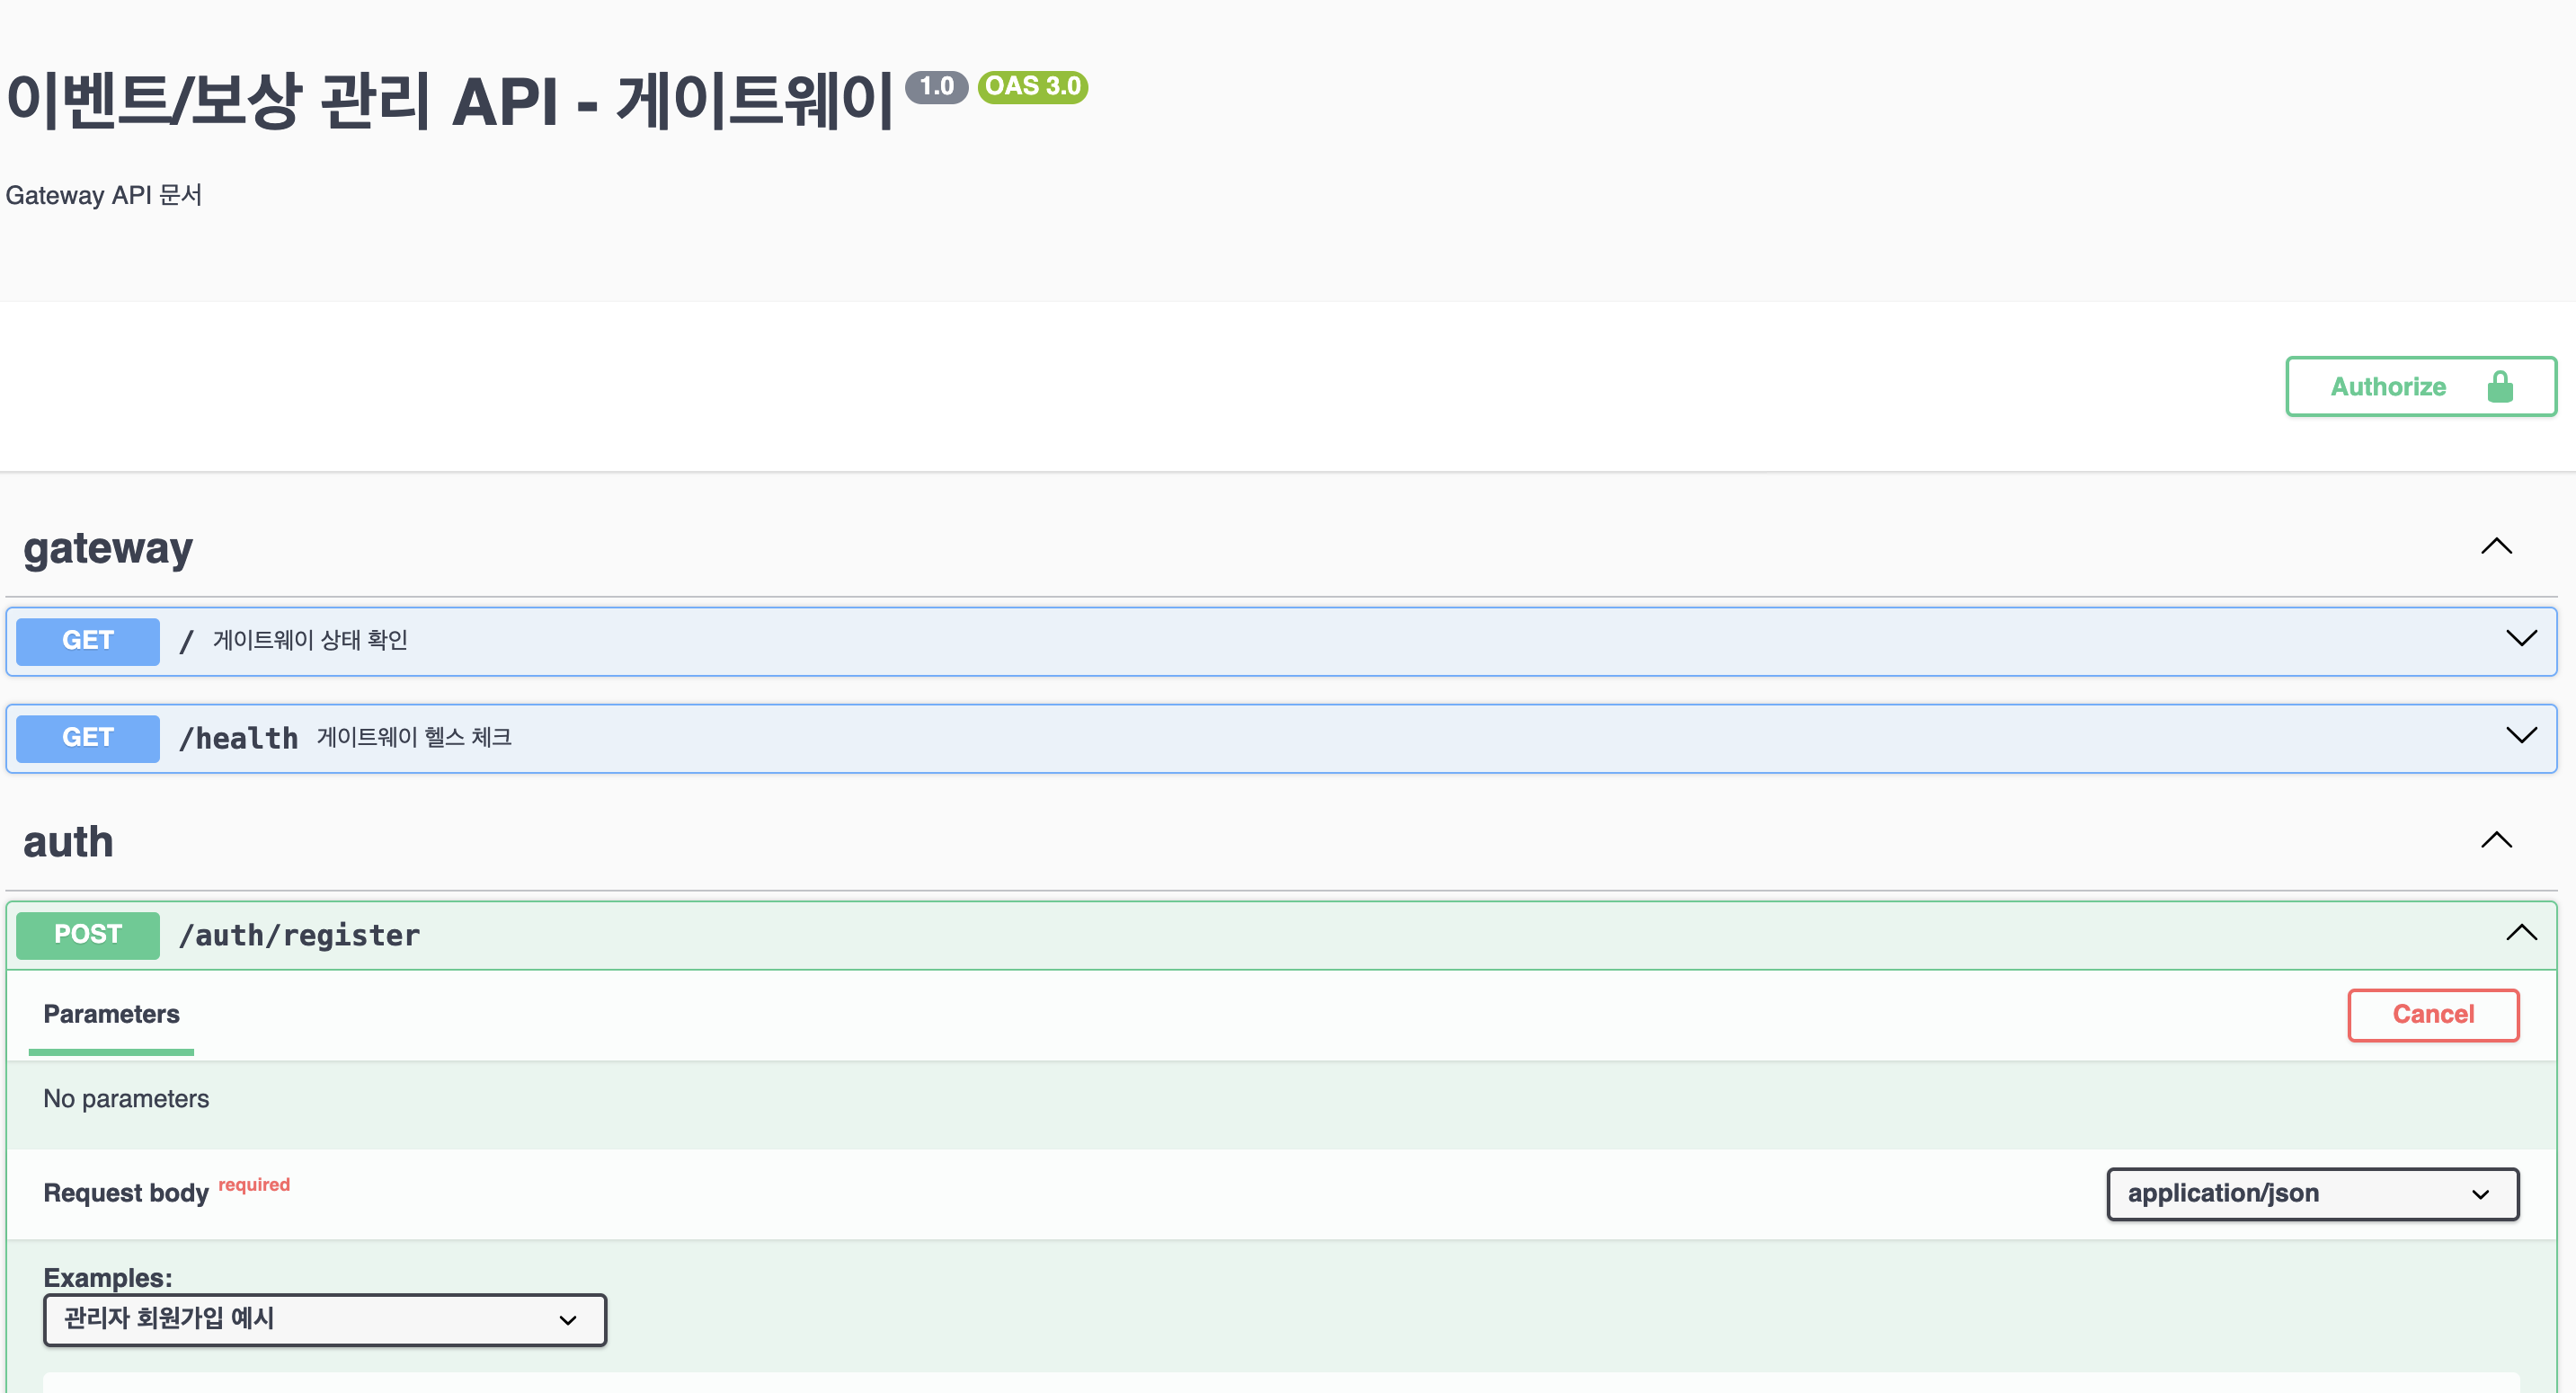 이벤트/보상 관리 API - 게이트웨이 1.0 OAS 3.0
Gateway API 문서
Authorize
gateway
GET / 게이트웨이 상태 확인
GET /health 게이트웨이 헬스 체크
auth
POST /auth/register
Parameters
Cancel
No parameters
Request body required
application/json
Examples:
관리자 회원가입 예시